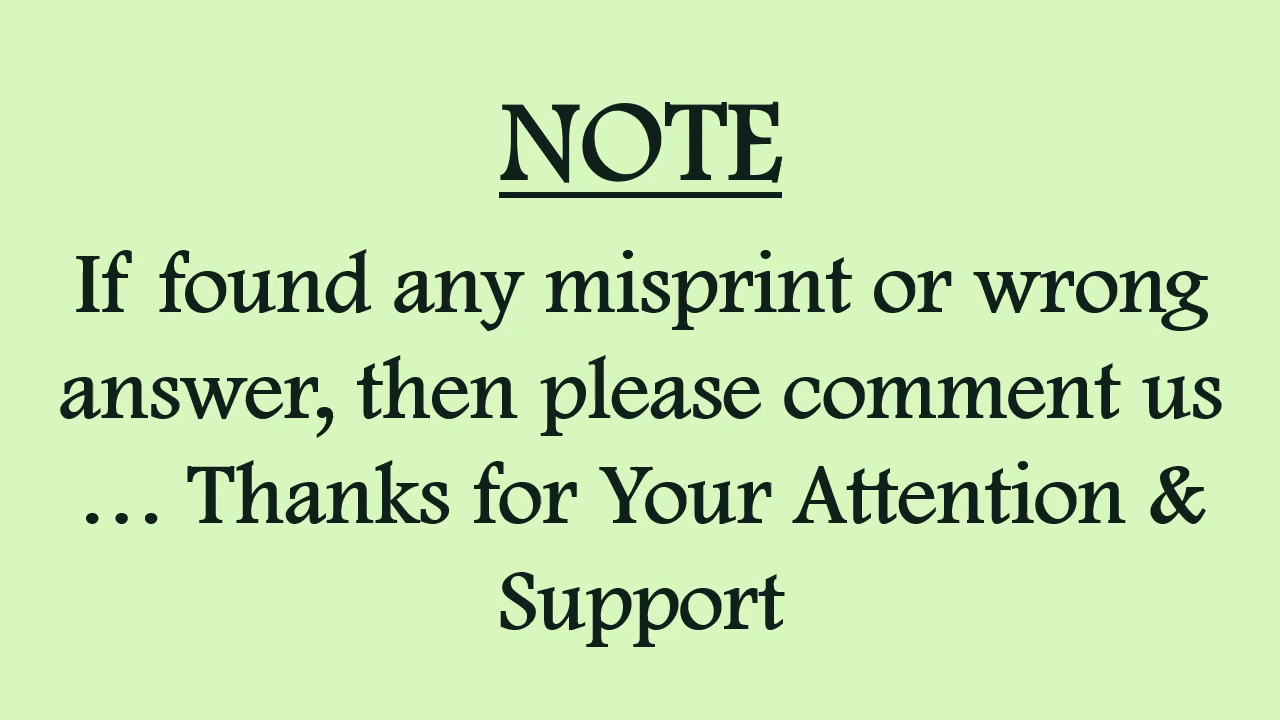 NOTE
If found any misprint or wrong
answer, then please comment us
… Thanks for Your Attention &
Support